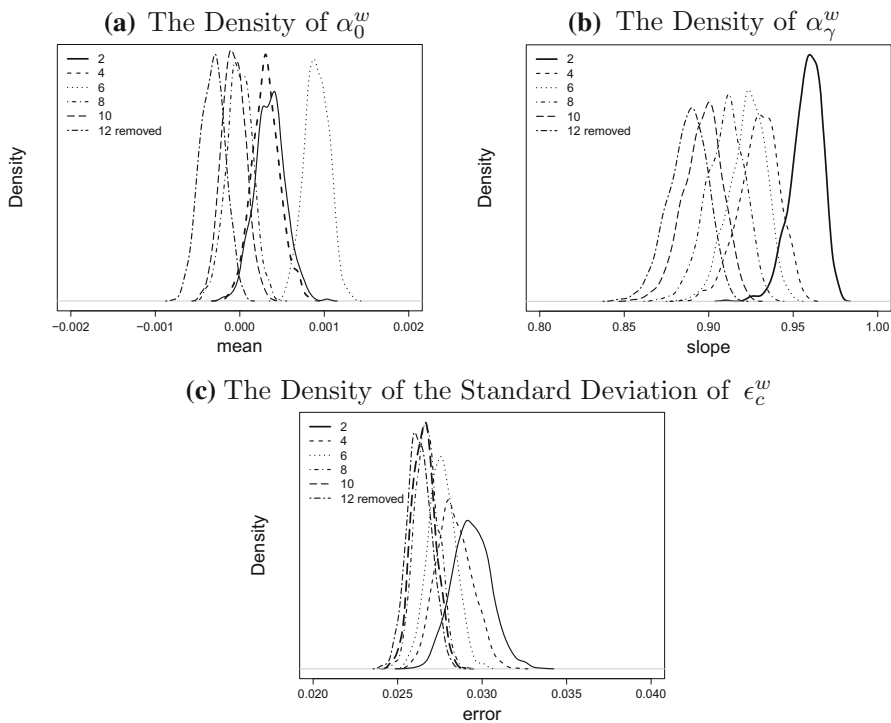 (a) The Density of α₀ʷ
2
4
6
8
10
12 removed
Density
−0.002 −0.001 0.000 0.001 0.002
mean
(b) The Density of αᵧʷ
2
4
6
8
10
12 removed
Density
0.80 0.85 0.90 0.95 1.00
slope
(c) The Density of the Standard Deviation of ϵ_c^w
2
4
6
8
10
12 removed
Density
0.020 0.025 0.030 0.035 0.040
error